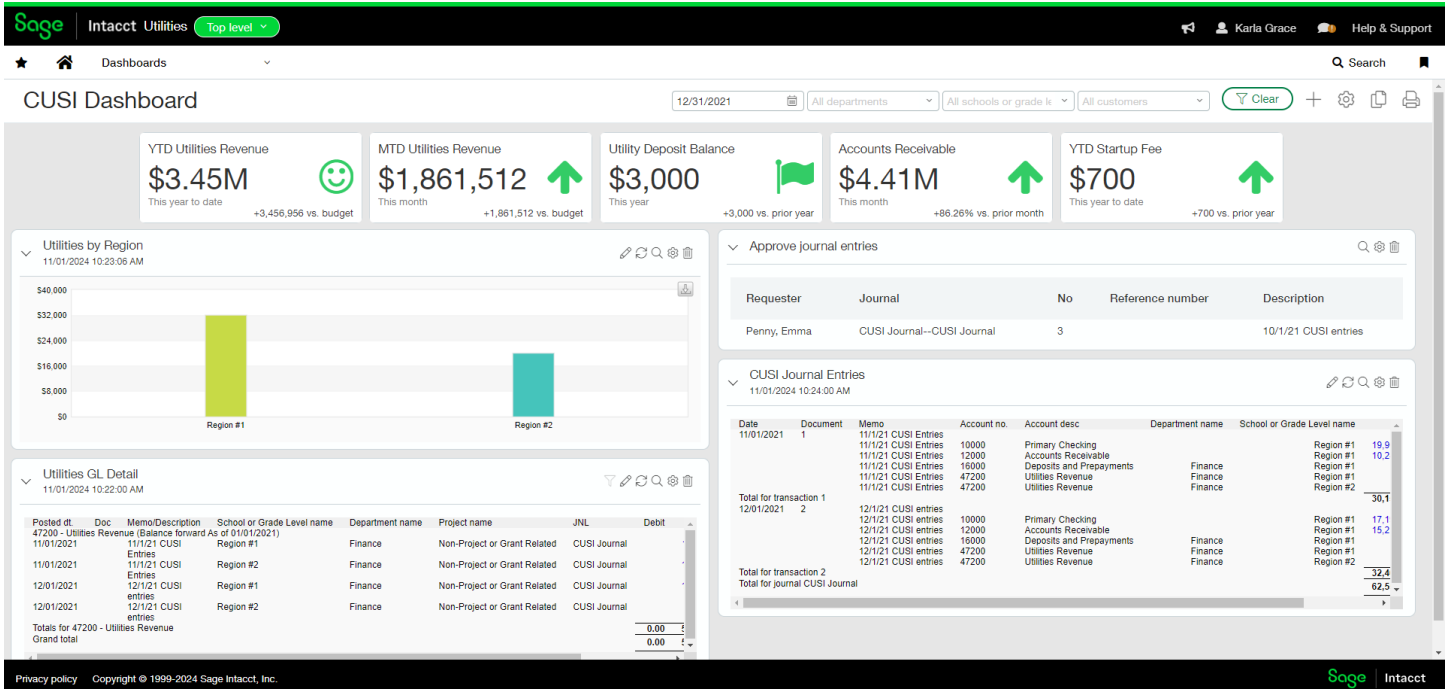 Sage Intacct Utilities Top level Karla Grace Help & Support
Dashboards Search
CUSI Dashboard 12/31/2021 All departments All schools or grade le All customers Clear
YTD Utilities Revenue
$3.45M
This year to date
+3,456,956 vs. budget
MTD Utilities Revenue
$1,861,512
This month
+1,861,512 vs. budget
Utility Deposit Balance
$3,000
This year
+3,000 vs. prior year
Accounts Receivable
$4.41M
This month
+86.26% vs. prior month
YTD Startup Fee
$700
This year to date
+700 vs. prior year
Utilities by Region
11/01/2024 10:23:06 AM
$40,000
$32,000
$24,000
$16,000
$8,000
$0
Region #1 Region #2
Utilities GL Detail
11/01/2024 10:22:00 AM
Posted dt. Doc Memo/Description School or Grade Level name Department name Project name JNL Debit
47200 - Utilities Revenue (Balance forward As of 01/01/2021)
11/01/2021 11/1/21 CUSI Region #1 Finance Non-Project or Grant Related CUSI Journal
Entries
11/01/2021 11/1/21 CUSI Region #2 Finance Non-Project or Grant Related CUSI Journal
Entries
12/01/2021 12/1/21 CUSI Region #1 Finance Non-Project or Grant Related CUSI Journal
entries
12/01/2021 12/1/21 CUSI Region #2 Finance Non-Project or Grant Related CUSI Journal
entries
Totals for 47200 - Utilities Revenue 0.00
Grand total 0.00
Approve journal entries
Requester Journal No Reference number Description
Penny, Emma CUSI Journal--CUSI Journal 3 10/1/21 CUSI entries
CUSI Journal Entries
11/01/2024 10:24:00 AM
Date Document Memo Account no. Account desc Department name School or Grade Level name
11/01/2021 1 11/1/21 CUSI Entries
11/1/21 CUSI Entries 10000 Primary Checking Region #1 19,9
11/1/21 CUSI Entries 12000 Accounts Receivable Region #1 10,2
11/1/21 CUSI Entries 16000 Deposits and Prepayments Finance Region #1
11/1/21 CUSI Entries 47200 Utilities Revenue Finance Region #1
11/1/21 CUSI Entries 47200 Utilities Revenue Finance Region #2
Total for transaction 1 30,1
12/01/2021 2 12/1/21 CUSI entries
12/1/21 CUSI entries 10000 Primary Checking Region #1 17,1
12/1/21 CUSI entries 12000 Accounts Receivable Region #1 15,2
12/1/21 CUSI entries 16000 Deposits and Prepayments Finance Region #1
12/1/21 CUSI entries 47200 Utilities Revenue Finance Region #1
12/1/21 CUSI entries 47200 Utilities Revenue Finance Region #2
Total for transaction 2 32,4
Total for journal CUSI Journal 62,5
Privacy policy Copyright © 1999-2024 Sage Intacct, Inc. Sage Intacct